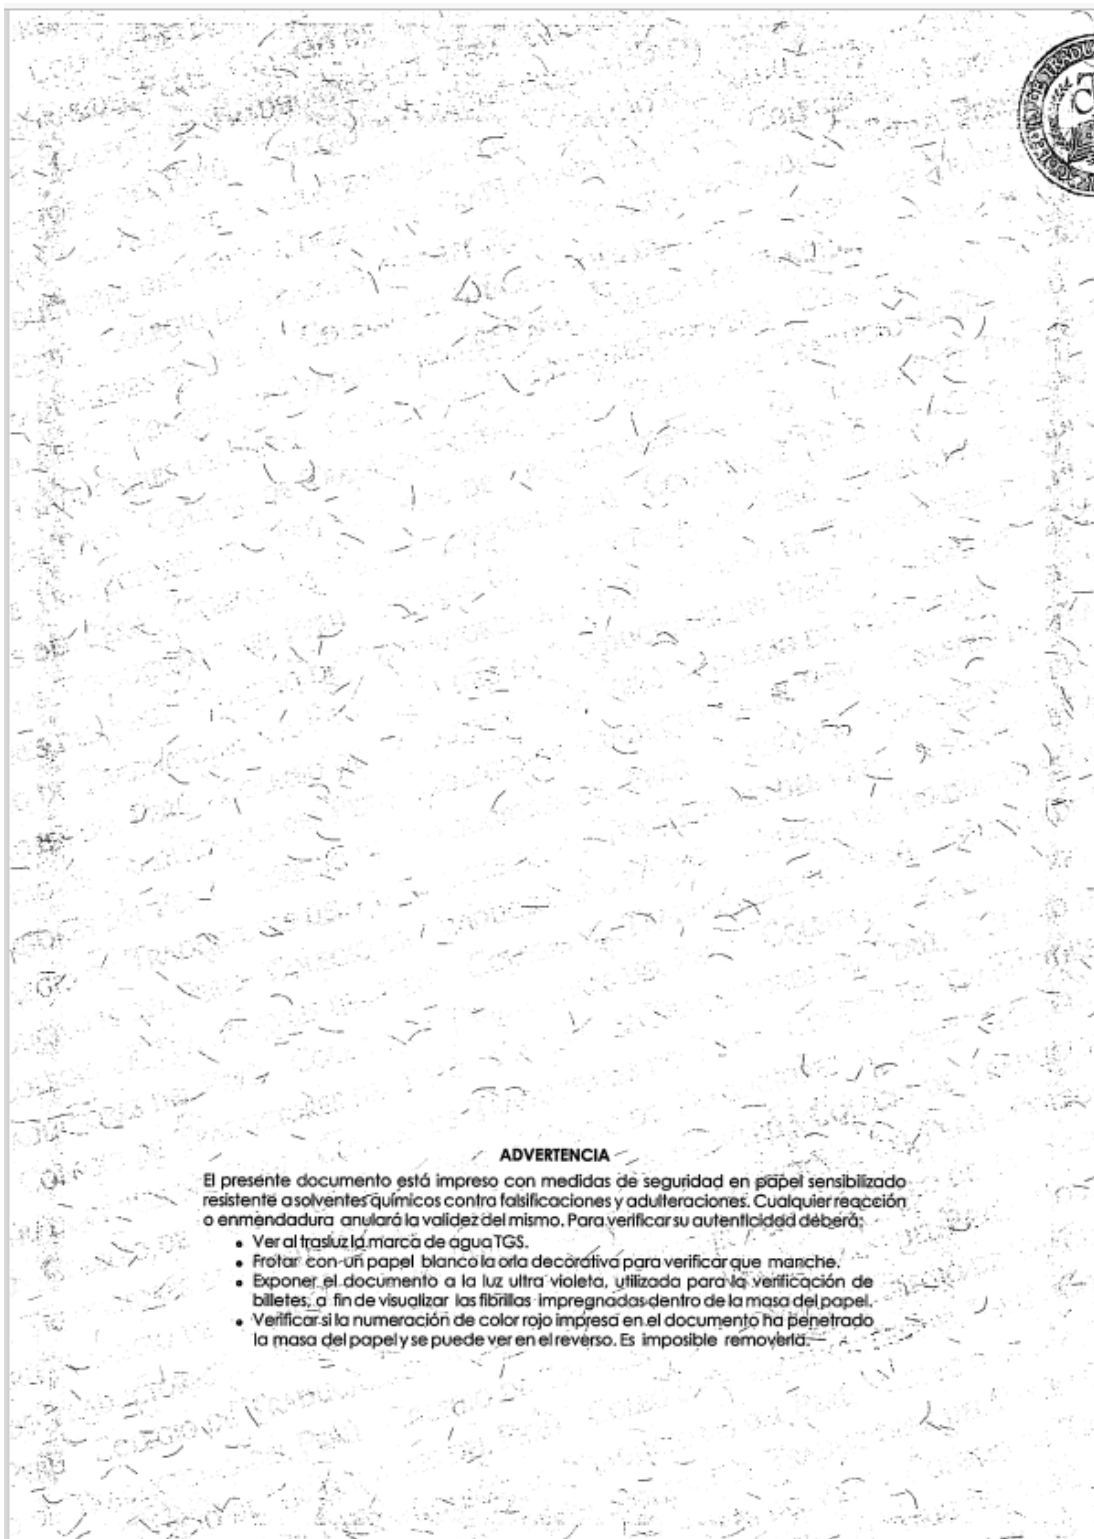 ADVERTENCIA
El presente documento está impreso con medidas de seguridad en papel sensibilizado
resistente a solventes químicos contra falsificaciones y adulteraciones. Cualquier reacción
o enmendadura anulará la validez del mismo. Para verificar su autenticidad deberá:
• Ver al trasluz la marca de agua TGS.
• Frotar con un papel blanco la orla decorativa para verificar que manche.
• Exponer el documento a la luz ultra violeta, utilizada para la verificación de
billetes, a fin de visualizar las fibrillas impregnadas dentro de la masa del papel.
• Verificar si la numeración de color rojo impresa en el documento ha penetrado
la masa del papel y se puede ver en el reverso. Es imposible removerla.